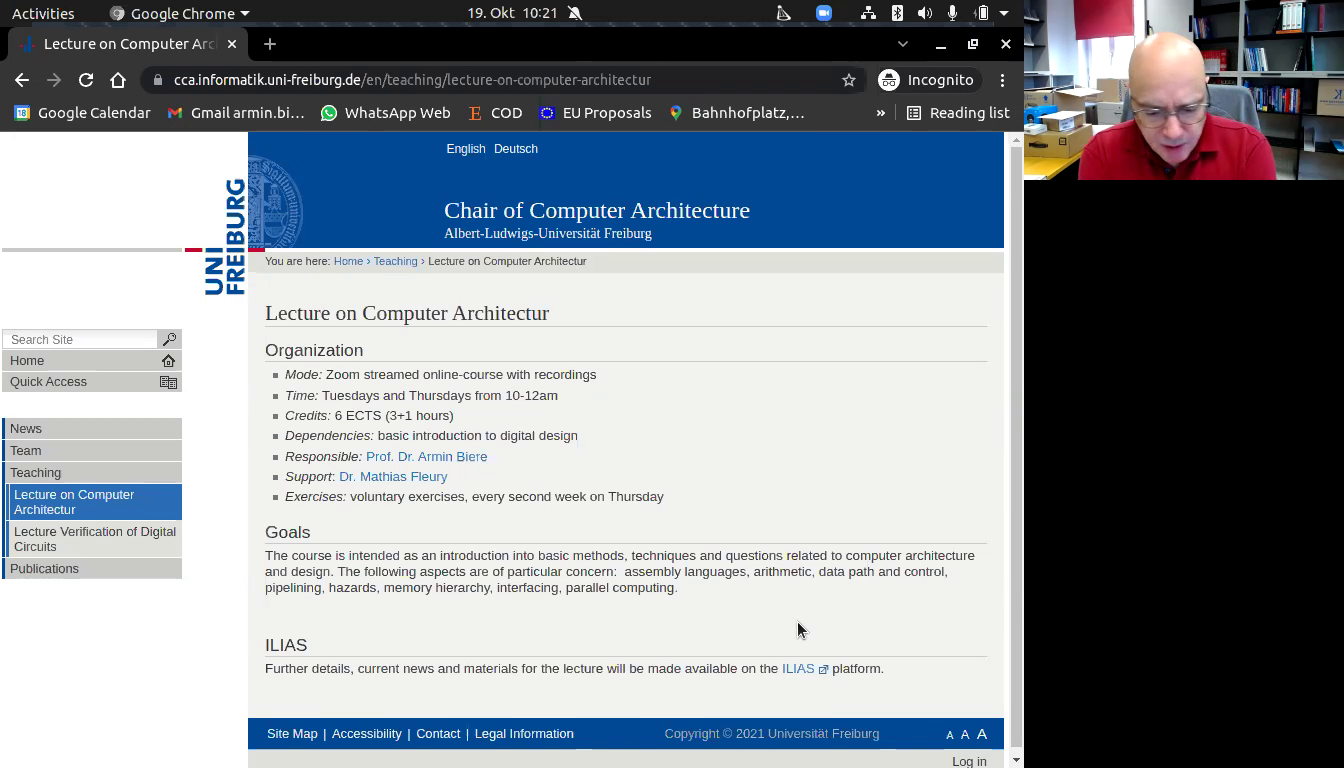 Activities Google Chrome 19. Okt 10:21
Lecture on Computer Arc
cca.informatik.uni-freiburg.de/en/teaching/lecture-on-computer-architectur Incognito
Google Calendar Gmail armin.bi... WhatsApp Web COD EU Proposals Bahnhofplatz,... » Reading list
English Deutsch
UNI
FREIBURG
Chair of Computer Architecture
Albert-Ludwigs-Universität Freiburg
You are here: Home › Teaching › Lecture on Computer Architectur
Search Site
Home
Quick Access
News
Team
Teaching
Lecture on Computer
Architectur
Lecture Verification of Digital
Circuits
Publications
Lecture on Computer Architectur
Organization
Mode: Zoom streamed online-course with recordings
Time: Tuesdays and Thursdays from 10-12am
Credits: 6 ECTS (3+1 hours)
Dependencies: basic introduction to digital design
Responsible: Prof. Dr. Armin Biere
Support: Dr. Mathias Fleury
Exercises: voluntary exercises, every second week on Thursday
Goals
The course is intended as an introduction into basic methods, techniques and questions related to computer architecture
and design. The following aspects are of particular concern: assembly languages, arithmetic, data path and control,
pipelining, hazards, memory hierarchy, interfacing, parallel computing.
ILIAS
Further details, current news and materials for the lecture will be made available on the ILIAS platform.
Site Map | Accessibility | Contact | Legal Information Copyright © 2021 Universität Freiburg A A A
Log in